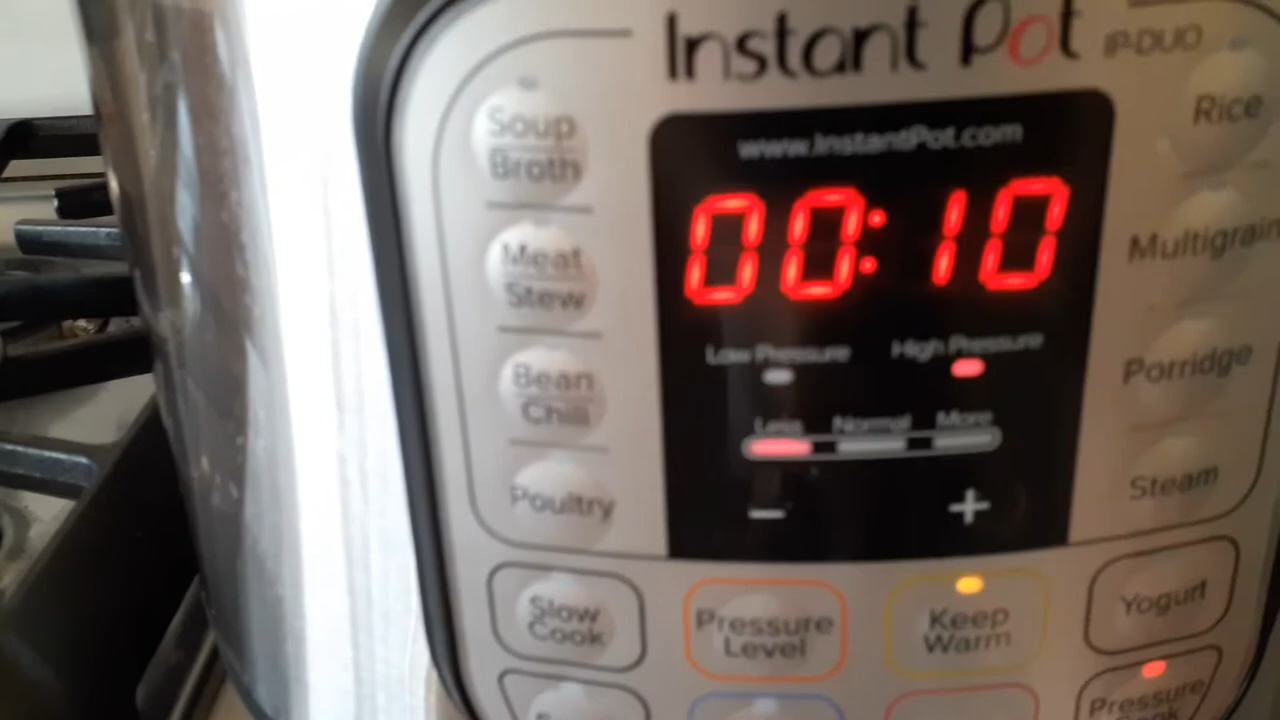 Instant Pot IP-DUO
www.InstantPot.com
00:10
Low Pressure High Pressure
Less Normal More
− +
Soup
Broth
Meat
Stew
Bean
Chili
Poultry
Rice
Multigrain
Porridge
Steam
Slow
Cook
Pressure
Level
Keep
Warm
Yogurt
Pressure